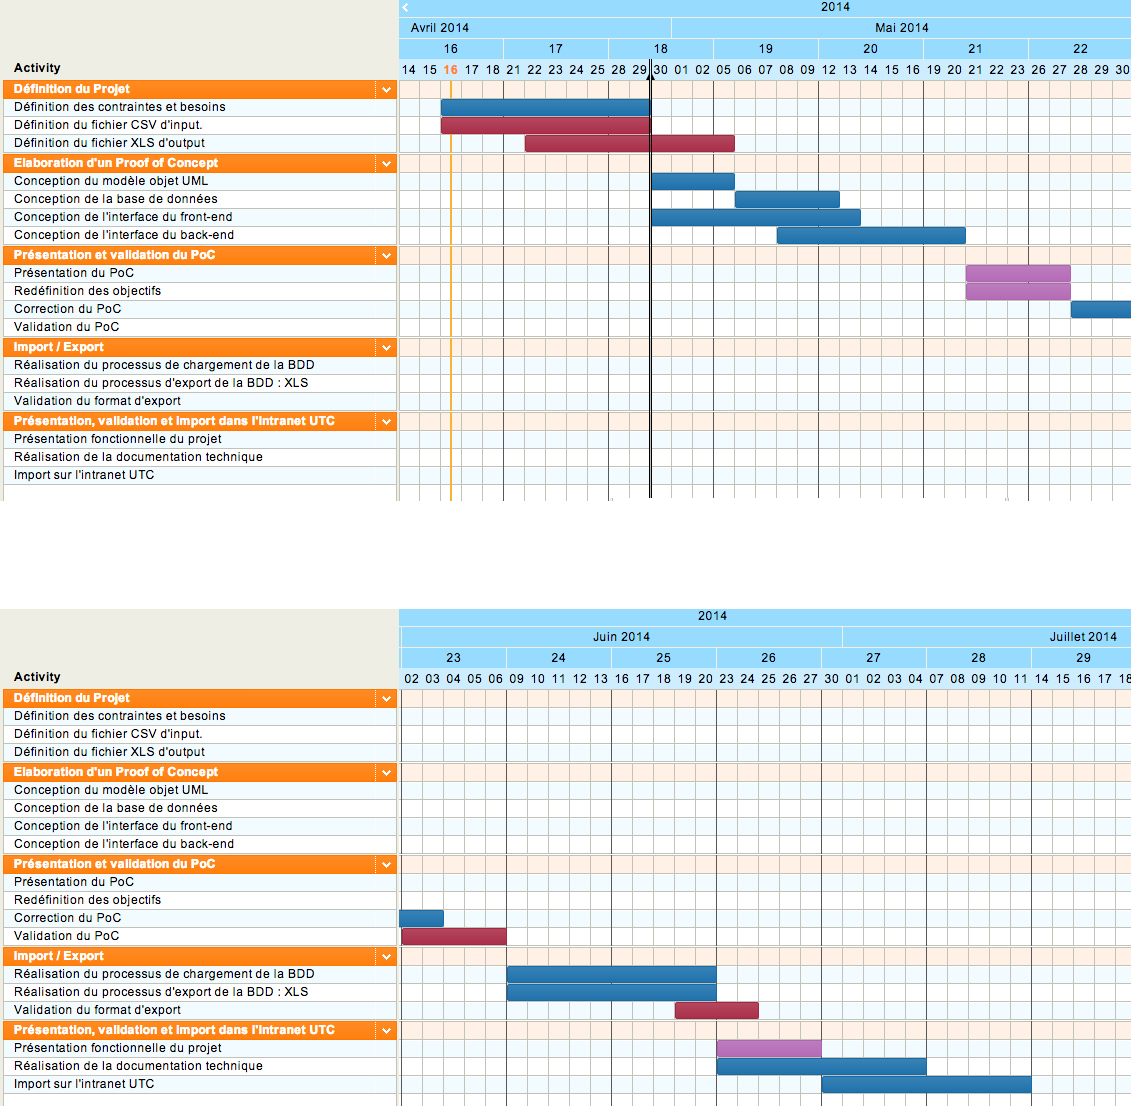 2014
Avril 2014 Mai 2014
16 17 18 19 20 21 22
Activity 14 15 16 17 18 21 22 23 24 25 28 29 30 01 02 05 06 07 08 09 12 13 14 15 16 19 20 21 22 23 26 27 28 29 30
Définition du Projet
Définition des contraintes et besoins
Définition du fichier CSV d'input.
Définition du fichier XLS d'output
Elaboration d'un Proof of Concept
Conception du modèle objet UML
Conception de la base de données
Conception de l'interface du front-end
Conception de l'interface du back-end
Présentation et validation du PoC
Présentation du PoC
Redéfinition des objectifs
Correction du PoC
Validation du PoC
Import / Export
Réalisation du processus de chargement de la BDD
Réalisation du processus d'export de la BDD : XLS
Validation du format d'export
Présentation, validation et import dans l'intranet UTC
Présentation fonctionnelle du projet
Réalisation de la documentation technique
Import sur l'intranet UTC
2014
Juin 2014 Juillet 2014
23 24 25 26 27 28 29
Activity 02 03 04 05 06 09 10 11 12 13 16 17 18 19 20 23 24 25 26 27 30 01 02 03 04 07 08 09 10 11 14 15 16 17 18
Définition du Projet
Définition des contraintes et besoins
Définition du fichier CSV d'input.
Définition du fichier XLS d'output
Elaboration d'un Proof of Concept
Conception du modèle objet UML
Conception de la base de données
Conception de l'interface du front-end
Conception de l'interface du back-end
Présentation et validation du PoC
Présentation du PoC
Redéfinition des objectifs
Correction du PoC
Validation du PoC
Import / Export
Réalisation du processus de chargement de la BDD
Réalisation du processus d'export de la BDD : XLS
Validation du format d'export
Présentation, validation et import dans l'intranet UTC
Présentation fonctionnelle du projet
Réalisation de la documentation technique
Import sur l'intranet UTC